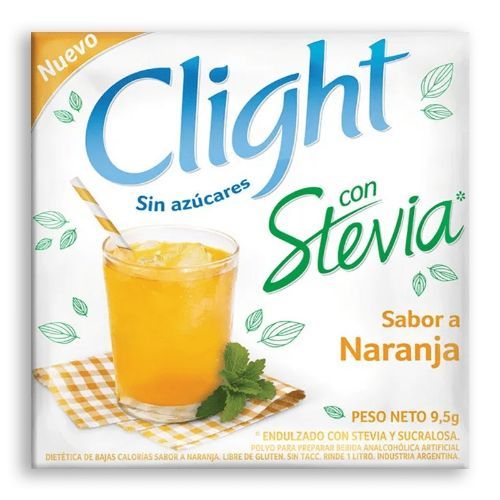 Nuevo
Clight
Sin azúcares
con
Stevia*
Sabor a
Naranja
PESO NETO 9,5g
* ENDULZADO CON STEVIA Y SUCRALOSA.
POLVO PARA PREPARAR BEBIDA ANALCOHÓLICA ARTIFICIAL
DIETÉTICA DE BAJAS CALORÍAS SABOR A NARANJA. LIBRE DE GLUTEN. SIN TACC. RINDE 1 LITRO. INDUSTRIA ARGENTINA.